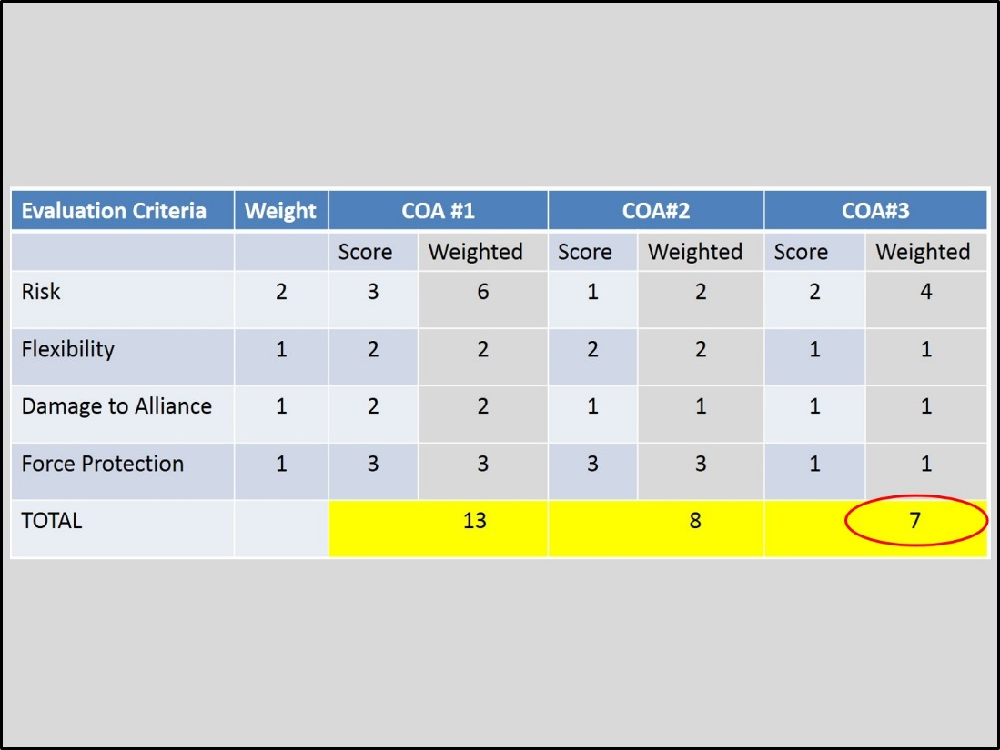 Evaluation Criteria Weight COA #1 COA#2 COA#3
Score Weighted Score Weighted Score Weighted
Risk 2 3 6 1 2 2 4
Flexibility 1 2 2 2 2 1 1
Damage to Alliance 1 2 2 1 1 1 1
Force Protection 1 3 3 3 3 1 1
TOTAL 13 8 7